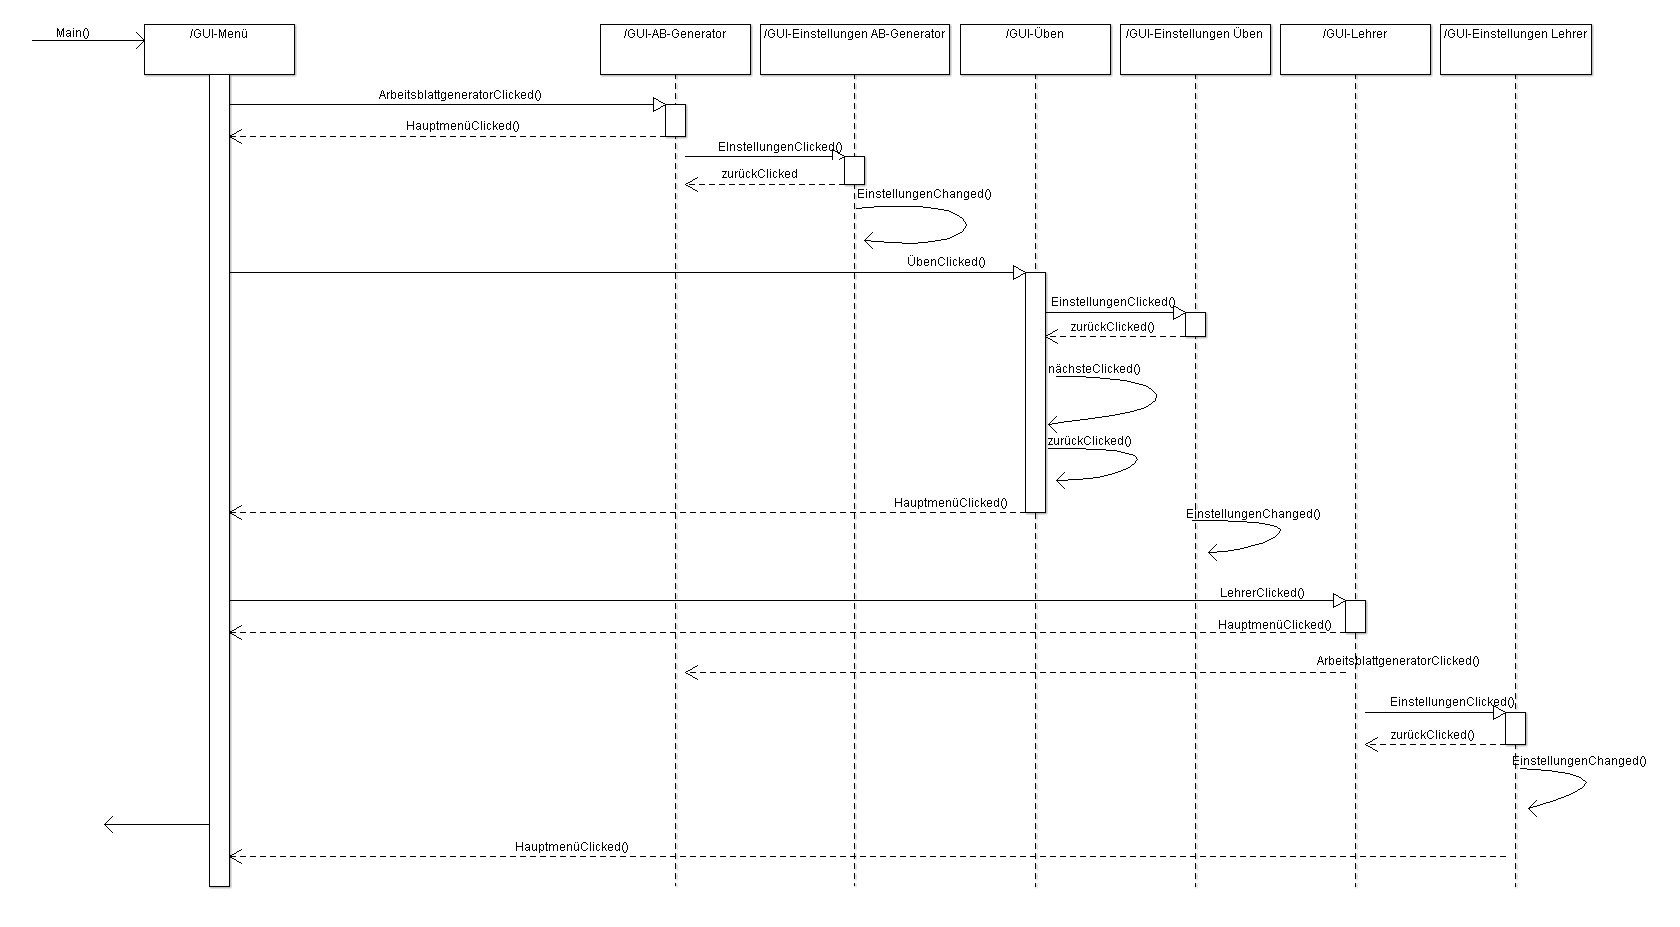 Main()
/GUI-Menü
/GUI-AB-Generator
/GUI-Einstellungen AB-Generator
/GUI-Üben
/GUI-Einstellungen Üben
/GUI-Lehrer
/GUI-Einstellungen Lehrer
ArbeitsblattgeneratorClicked()
HauptmenüClicked()
EInstellungenClicked()
zurückClicked
EinstellungenChanged()
ÜbenClicked()
EinstellungenClicked()
zurückClicked()
nächsteClicked()
zurückClicked()
HauptmenüClicked()
EinstellungenChanged()
LehrerClicked()
HauptmenüClicked()
ArbeitsblattgeneratorClicked()
EinstellungenClicked()
zurückClicked()
EinstellungenChanged()
HauptmenüClicked()